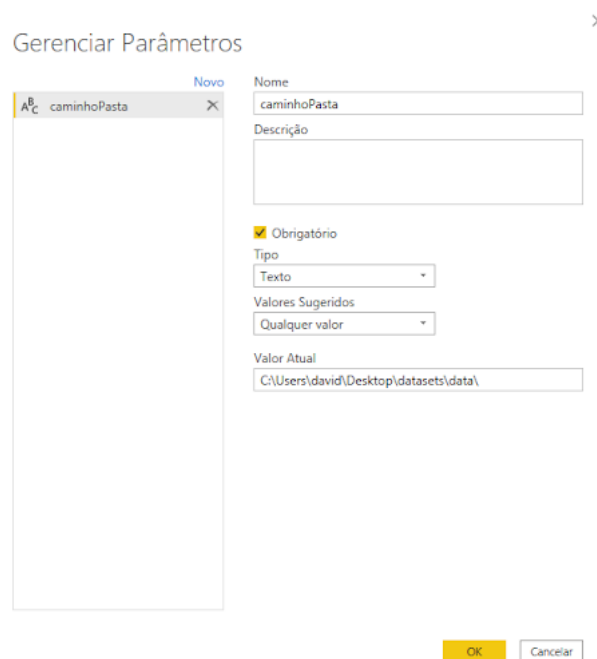 Gerenciar Parâmetros
Novo
ABC caminhoPasta
Nome
caminhoPasta
Descrição
Obrigatório
Tipo
Texto
Valores Sugeridos
Qualquer valor
Valor Atual
C:\Users\david\Desktop\datasets\data\
OK
Cancelar